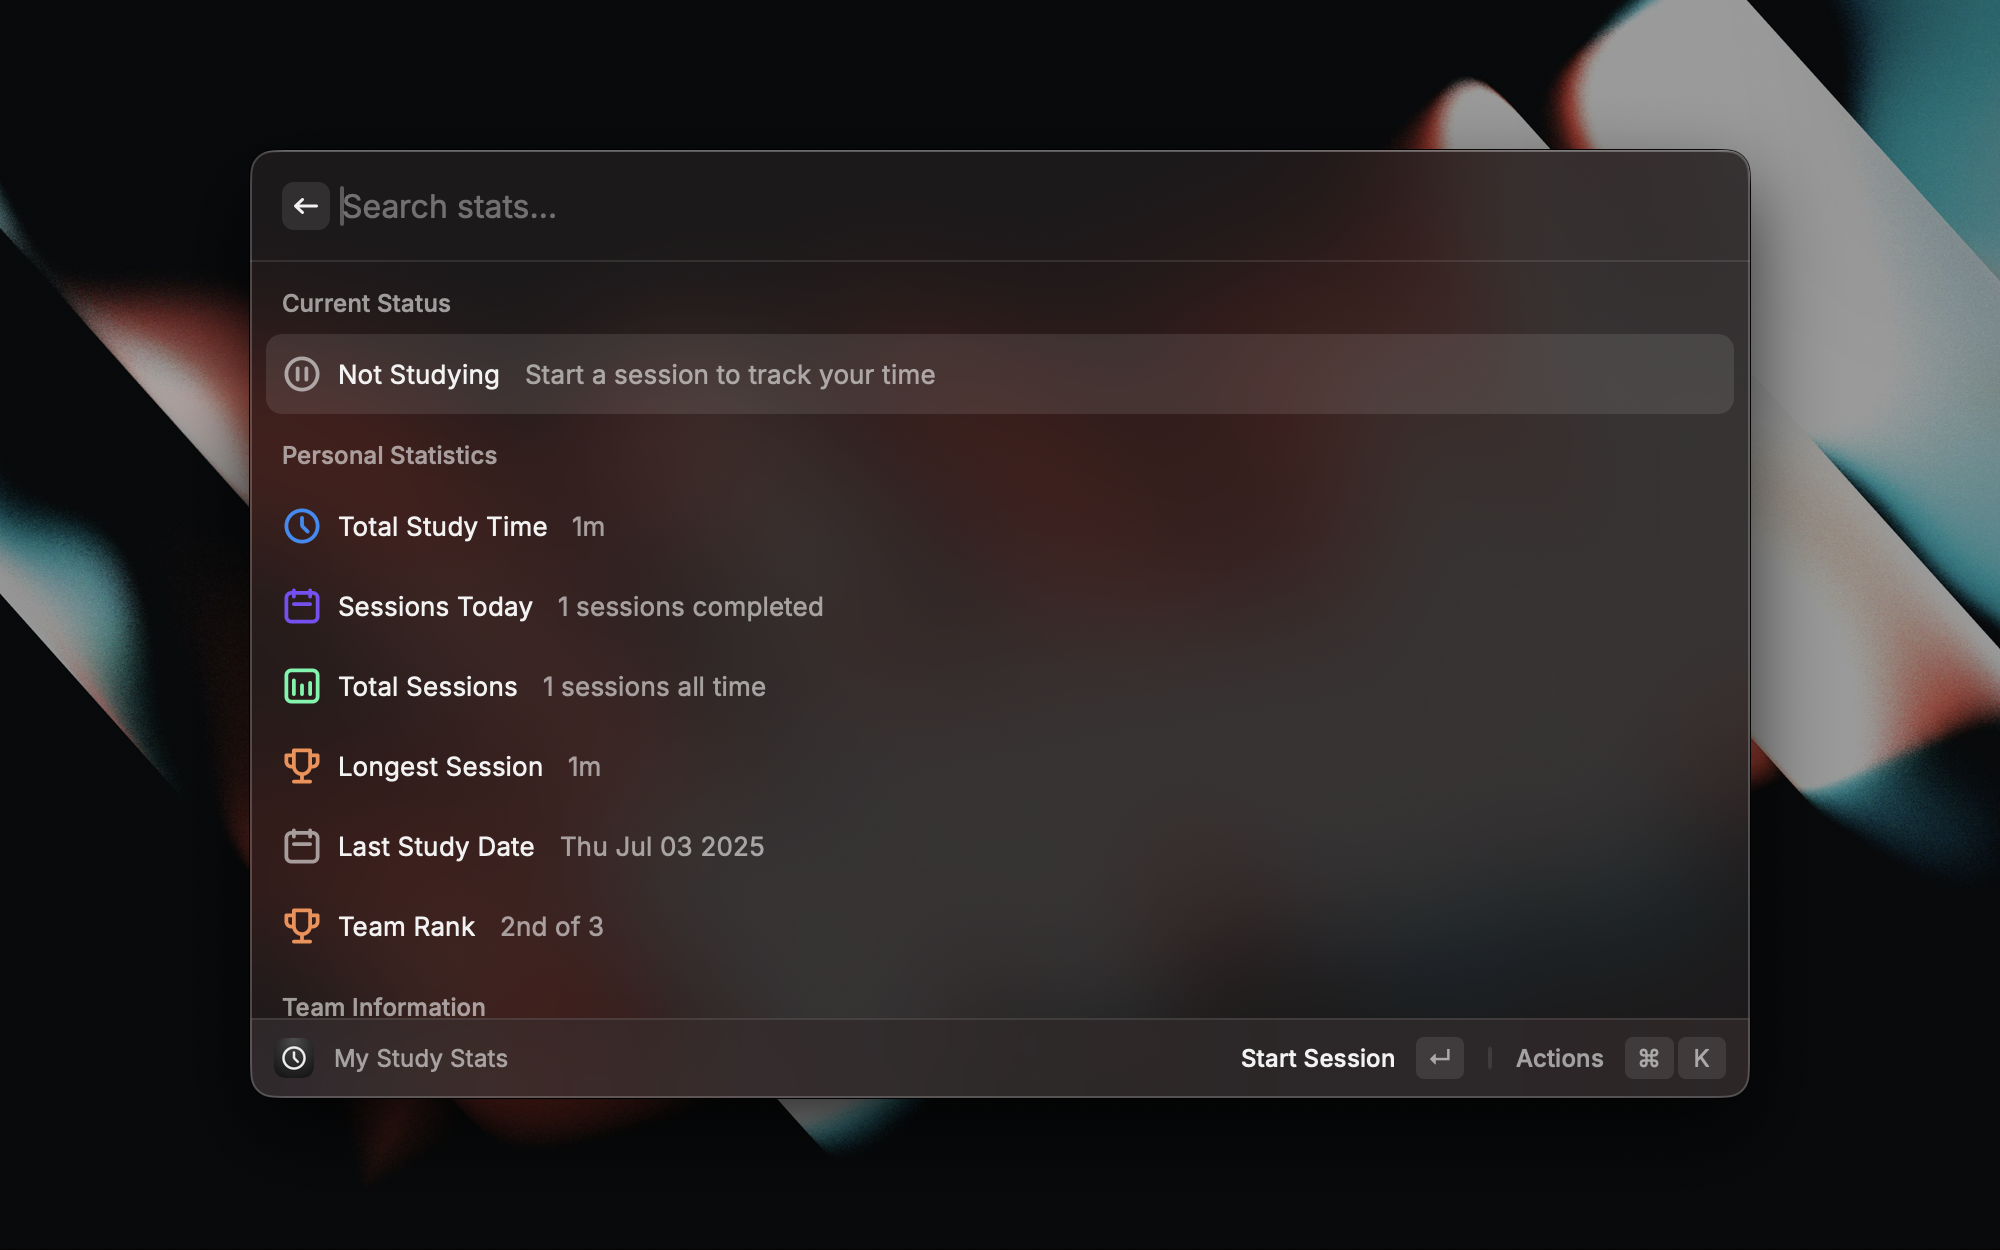 Search stats...
Current Status
Not Studying Start a session to track your time
Personal Statistics
Total Study Time 1m
Sessions Today 1 sessions completed
Total Sessions 1 sessions all time
Longest Session 1m
Last Study Date Thu Jul 03 2025
Team Rank 2nd of 3
Team Information
My Study Stats Start Session ↵ Actions ⌘ K